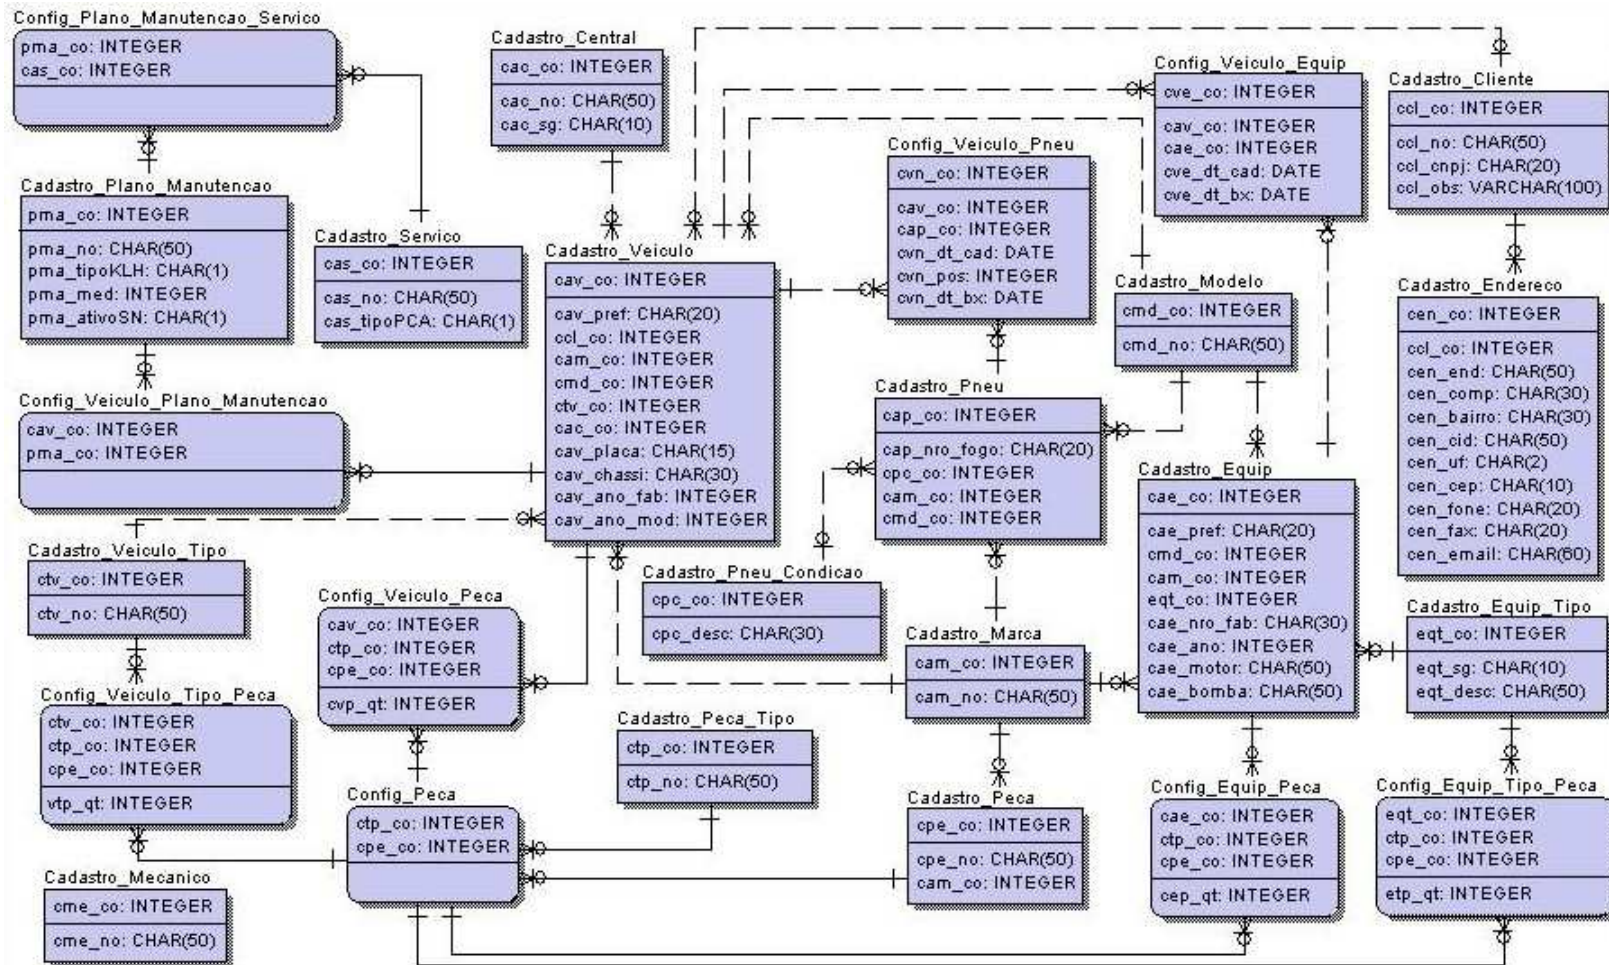 Config_Plano_Manutencao_Servico
pma_co: INTEGER
cas_co: INTEGER
Cadastro_Central
cac_co: INTEGER
cac_no: CHAR(50)
cac_sg: CHAR(10)
Config_Veiculo_Equip
cve_co: INTEGER
cav_co: INTEGER
cae_co: INTEGER
cve_dt_cad: DATE
cve_dt_bx: DATE
Cadastro_Cliente
ccl_co: INTEGER
ccl_no: CHAR(50)
ccl_cnpj: CHAR(20)
ccl_obs: VARCHAR(100)
Config_Veiculo_Pneu
cvn_co: INTEGER
cav_co: INTEGER
cap_co: INTEGER
cvn_dt_cad: DATE
cvn_pos: INTEGER
cvn_dt_bx: DATE
Cadastro_Plano_Manutencao
pma_co: INTEGER
pma_no: CHAR(50)
pma_tipoKLH: CHAR(1)
pma_med: INTEGER
pma_ativoSN: CHAR(1)
Cadastro_Servico
cas_co: INTEGER
cas_no: CHAR(50)
cas_tipoPCA: CHAR(1)
Cadastro_Veiculo
cav_co: INTEGER
cav_pref: CHAR(20)
ccl_co: INTEGER
cam_co: INTEGER
cmd_co: INTEGER
ctv_co: INTEGER
cac_co: INTEGER
cav_placa: CHAR(15)
cav_chassi: CHAR(30)
cav_ano_fab: INTEGER
cav_ano_mod: INTEGER
Cadastro_Modelo
cmd_co: INTEGER
cmd_no: CHAR(50)
Cadastro_Endereco
cen_co: INTEGER
ccl_co: INTEGER
cen_end: CHAR(50)
cen_comp: CHAR(30)
cen_bairro: CHAR(30)
cen_cid: CHAR(50)
cen_uf: CHAR(2)
cen_cep: CHAR(10)
cen_fone: CHAR(20)
cen_fax: CHAR(20)
cen_email: CHAR(60)
Config_Veiculo_Plano_Manutencao
cav_co: INTEGER
pma_co: INTEGER
Cadastro_Pneu
cap_co: INTEGER
cap_nro_fogo: CHAR(20)
cpc_co: INTEGER
cam_co: INTEGER
cmd_co: INTEGER
Cadastro_Equip
cae_co: INTEGER
cae_pref: CHAR(20)
cmd_co: INTEGER
cam_co: INTEGER
eqt_co: INTEGER
cae_nro_fab: CHAR(30)
cae_ano: INTEGER
cae_motor: CHAR(50)
cae_bomba: CHAR(50)
Cadastro_Veiculo_Tipo
ctv_co: INTEGER
ctv_no: CHAR(50)
Cadastro_Pneu_Condicao
cpc_co: INTEGER
cpc_desc: CHAR(30)
Config_Veiculo_Peca
cav_co: INTEGER
ctp_co: INTEGER
cpe_co: INTEGER
cvp_qt: INTEGER
Cadastro_Marca
cam_co: INTEGER
cam_no: CHAR(50)
Cadastro_Equip_Tipo
eqt_co: INTEGER
eqt_sg: CHAR(10)
eqt_desc: CHAR(50)
Config_Veiculo_Tipo_Peca
ctv_co: INTEGER
ctp_co: INTEGER
cpe_co: INTEGER
vtp_qt: INTEGER
Cadastro_Peca_Tipo
ctp_co: INTEGER
ctp_no: CHAR(50)
Config_Peca
ctp_co: INTEGER
cpe_co: INTEGER
Cadastro_Peca
cpe_co: INTEGER
cpe_no: CHAR(50)
cam_co: INTEGER
Config_Equip_Peca
cae_co: INTEGER
ctp_co: INTEGER
cpe_co: INTEGER
cep_qt: INTEGER
Config_Equip_Tipo_Peca
eqt_co: INTEGER
ctp_co: INTEGER
cpe_co: INTEGER
etp_qt: INTEGER
Cadastro_Mecanico
cme_co: INTEGER
cme_no: CHAR(50)